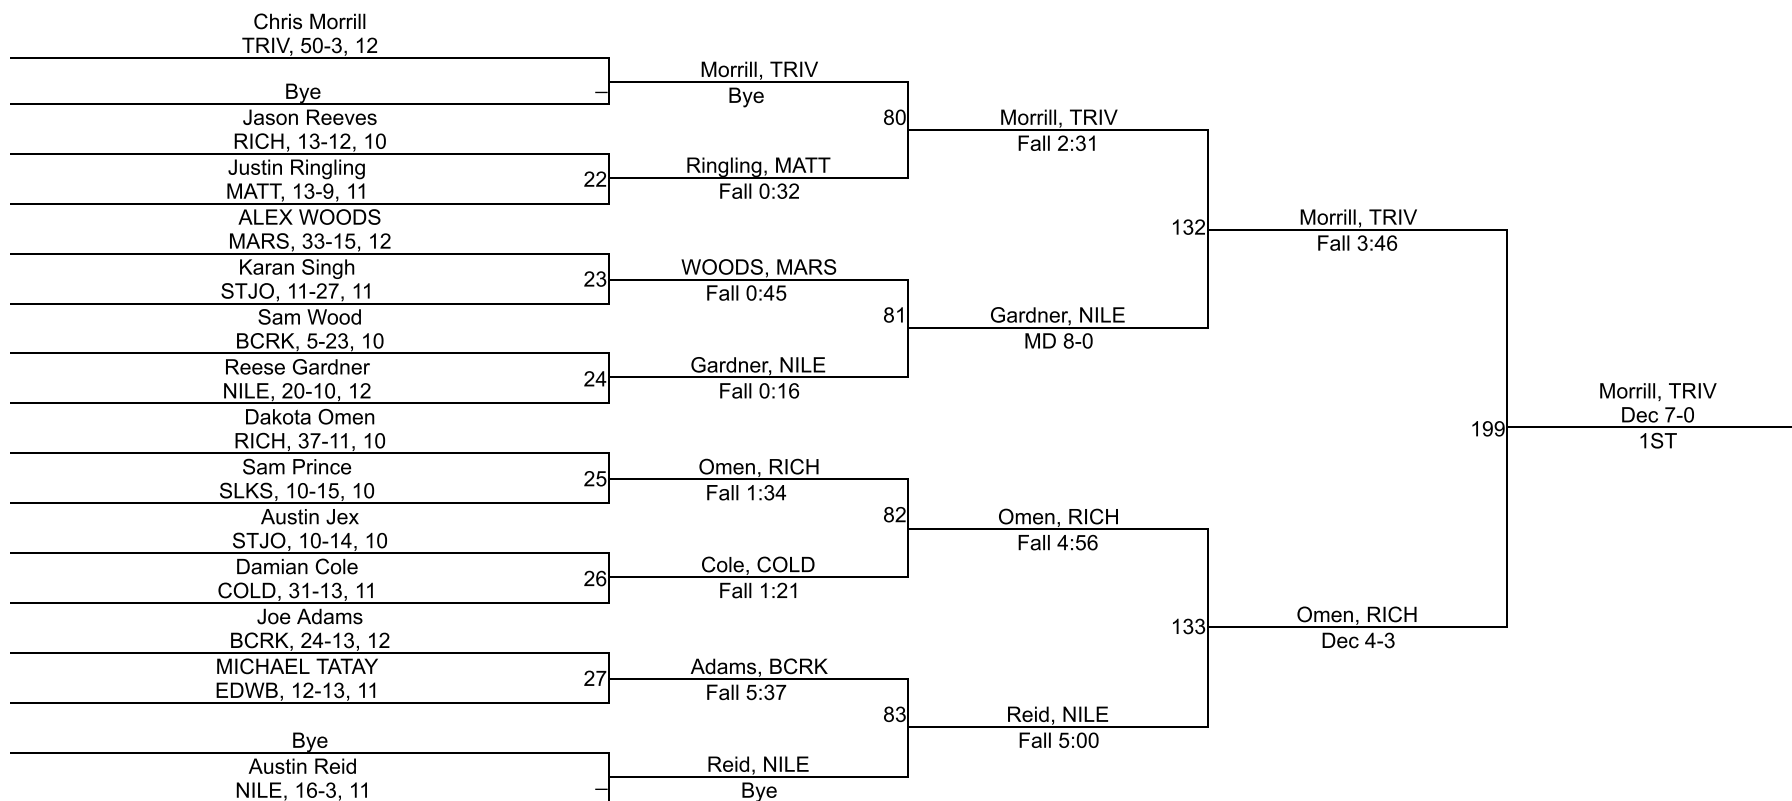 Chris Morrill
TRIV, 50-3, 12
Bye
Jason Reeves
RICH, 13-12, 10
Justin Ringling
MATT, 13-9, 11
ALEX WOODS
MARS, 33-15, 12
Karan Singh
STJO, 11-27, 11
Sam Wood
BCRK, 5-23, 10
Reese Gardner
NILE, 20-10, 12
Dakota Omen
RICH, 37-11, 10
Sam Prince
SLKS, 10-15, 10
Austin Jex
STJO, 10-14, 10
Damian Cole
COLD, 31-13, 11
Joe Adams
BCRK, 24-13, 12
MICHAEL TATAY
EDWB, 12-13, 11
Bye
Austin Reid
NILE, 16-3, 11
–
22
23
24
25
26
27
–
Morrill, TRIV
Bye
Ringling, MATT
Fall 0:32
WOODS, MARS
Fall 0:45
Gardner, NILE
Fall 0:16
Omen, RICH
Fall 1:34
Cole, COLD
Fall 1:21
Adams, BCRK
Fall 5:37
Reid, NILE
Bye
80
81
82
83
Morrill, TRIV
Fall 2:31
Gardner, NILE
MD 8-0
Omen, RICH
Fall 4:56
Reid, NILE
Fall 5:00
132
133
Morrill, TRIV
Fall 3:46
Omen, RICH
Dec 4-3
199
Morrill, TRIV
Dec 7-0
1ST